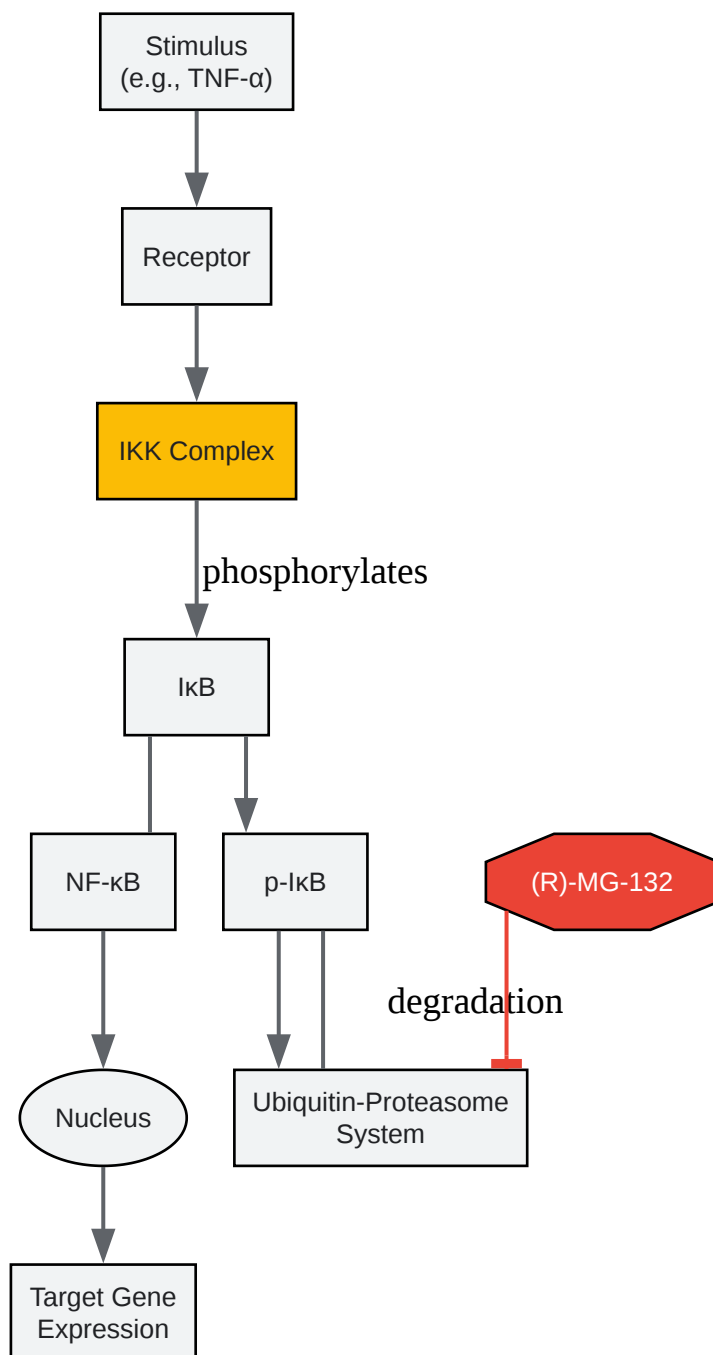 Stimulus
(e.g., TNF-α)
Receptor
IKK Complex
phosphorylates
IκB
NF-κB
p-IκB
(R)-MG-132
degradation
Ubiquitin-Proteasome
System
Nucleus
Target Gene
Expression